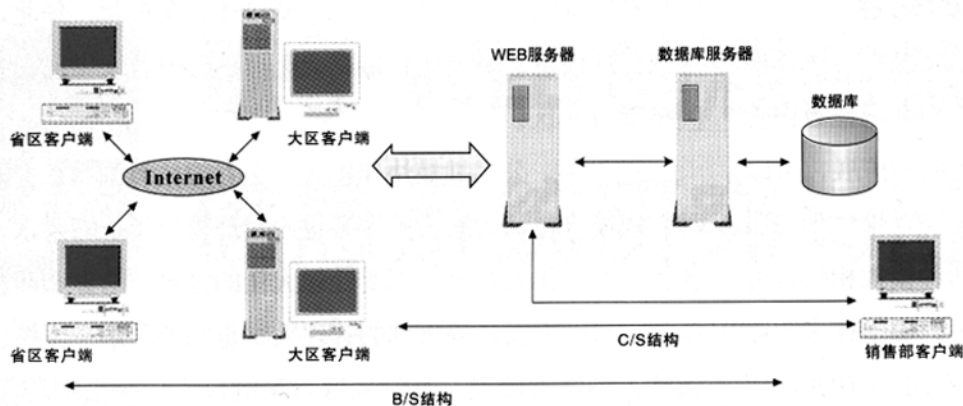 WEB服务器
数据库服务器
数据库
省区客户端
大区客户端
Internet
省区客户端
大区客户端
销售部客户端
C/S结构
B/S结构